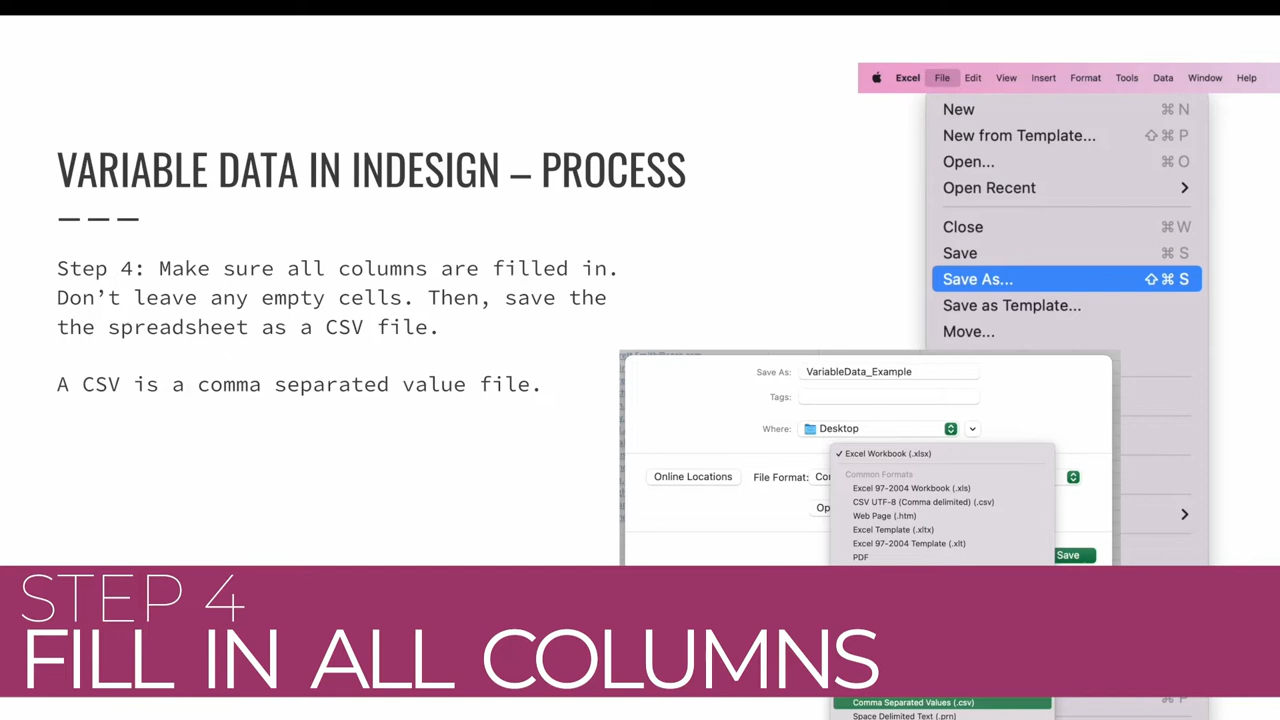 Excel File Edit View Insert Format Tools Data Window Help
New ⌘ N
New from Template... ⇧ ⌘ P
Open... ⌘ O
Open Recent
Close ⌘ W
Save ⌘ S
Save As... ⇧ ⌘ S
Save as Template...
Move...
VARIABLE DATA IN INDESIGN – PROCESS
Step 4: Make sure all columns are filled in.
Don’t leave any empty cells. Then, save the
the spreadsheet as a CSV file.
A CSV is a comma separated value file.
Save As: VariableData_Example
Tags:
Where: Desktop
Online Locations File Format:
Excel Workbook (.xlsx)
Common Formats
Excel 97-2004 Workbook (.xls)
CSV UTF-8 (Comma delimited) (.csv)
Web Page (.htm)
Excel Template (.xltx)
Excel 97-2004 Template (.xlt)
PDF
Save
STEP 4
FILL IN ALL COLUMNS
Comma Separated Values (.csv)
Space Delimited Text (.prn)